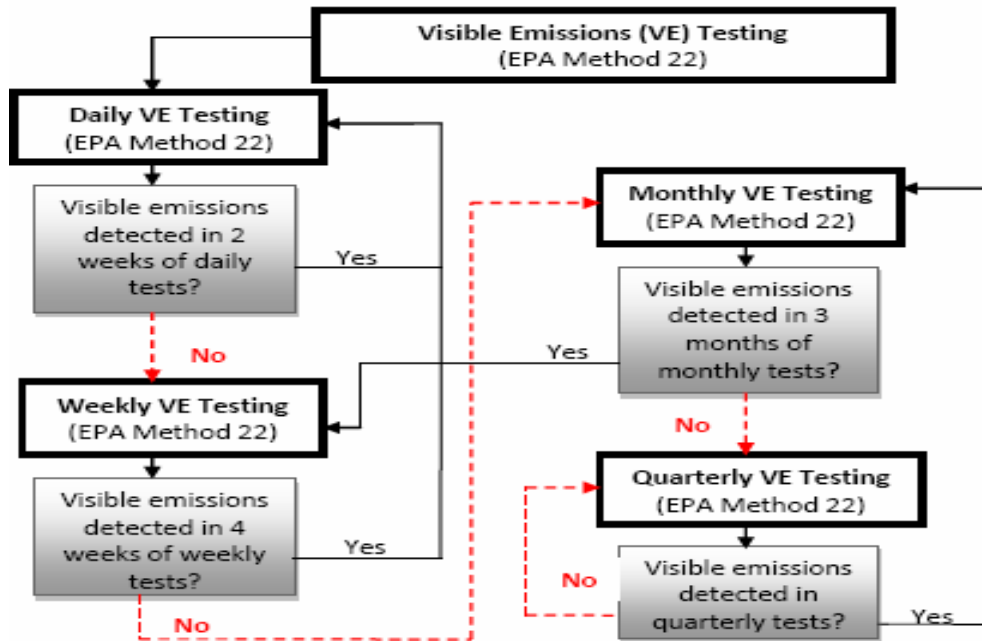 Visible Emissions (VE) Testing
(EPA Method 22)
Daily VE Testing
(EPA Method 22)
Visible emissions
detected in 2
weeks of daily
tests?
Yes
No
Weekly VE Testing
(EPA Method 22)
Visible emissions
detected in 4
weeks of weekly
tests?
Yes
No
Monthly VE Testing
(EPA Method 22)
Visible emissions
detected in 3
months of
monthly tests?
Yes
No
Quarterly VE Testing
(EPA Method 22)
Visible emissions
detected in
quarterly tests?
No
Yes